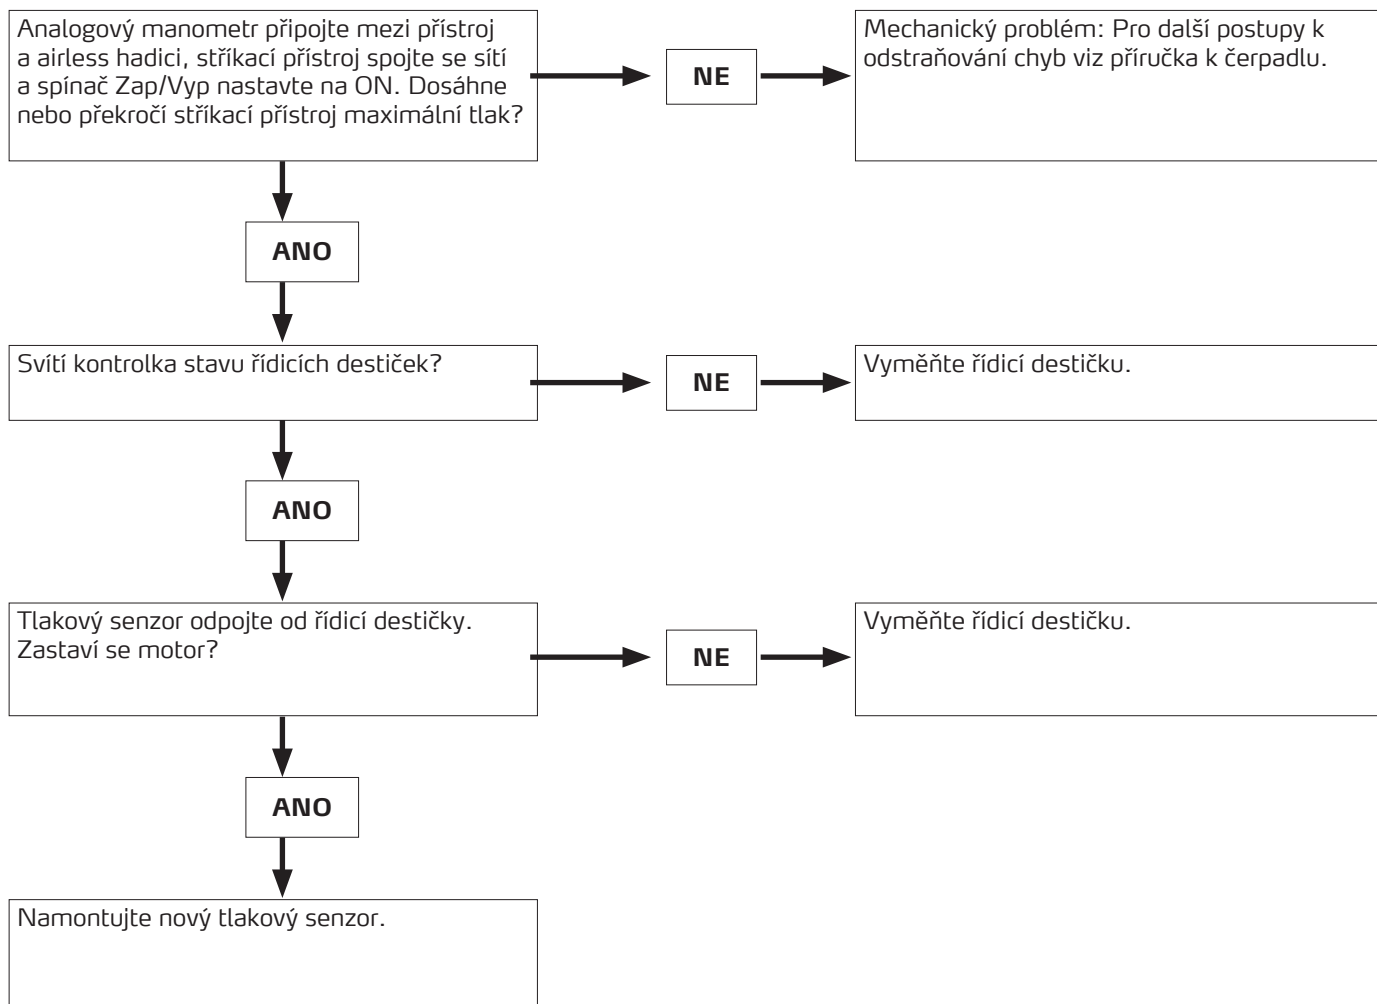 Analogový manometr připojte mezi přístroj
a airless hadici, stříkací přístroj spojte se sítí
a spínač Zap/Vyp nastavte na ON. Dosáhne
nebo překročí stříkací přístroj maximální tlak?
NE
Mechanický problém: Pro další postupy k
odstraňování chyb viz příručka k čerpadlu.
ANO
Svítí kontrolka stavu řídicích destiček?
NE
Vyměňte řídicí destičku.
ANO
Tlakový senzor odpojte od řídicí destičky.
Zastaví se motor?
NE
Vyměňte řídicí destičku.
ANO
Namontujte nový tlakový senzor.